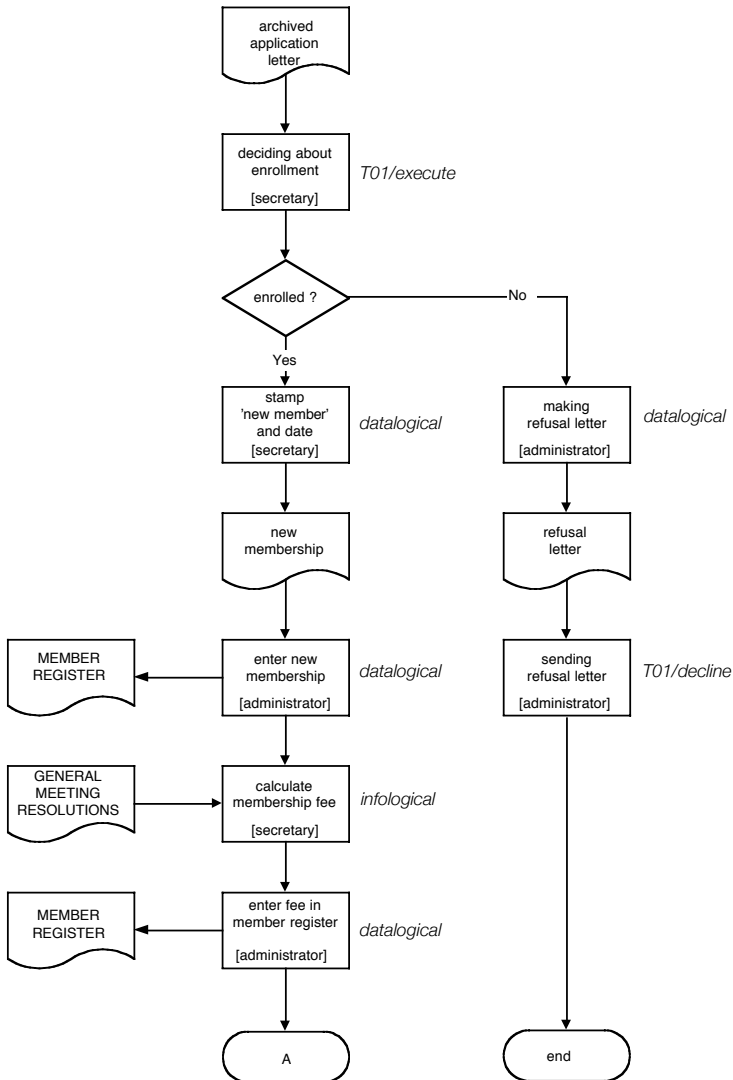 archived
application
letter
deciding about
enrollment
[secretary]
T01/execute
enrolled ?
No
Yes
stamp
'new member'
and date
[secretary]
datalogical
making
refusal letter
[administrator]
datalogical
new
membership
refusal
letter
MEMBER
REGISTER
enter new
membership
[administrator]
datalogical
sending
refusal letter
[administrator]
T01/decline
GENERAL
MEETING
RESOLUTIONS
calculate
membership fee
[secretary]
infological
MEMBER
REGISTER
enter fee in
member register
[administrator]
datalogical
A
end